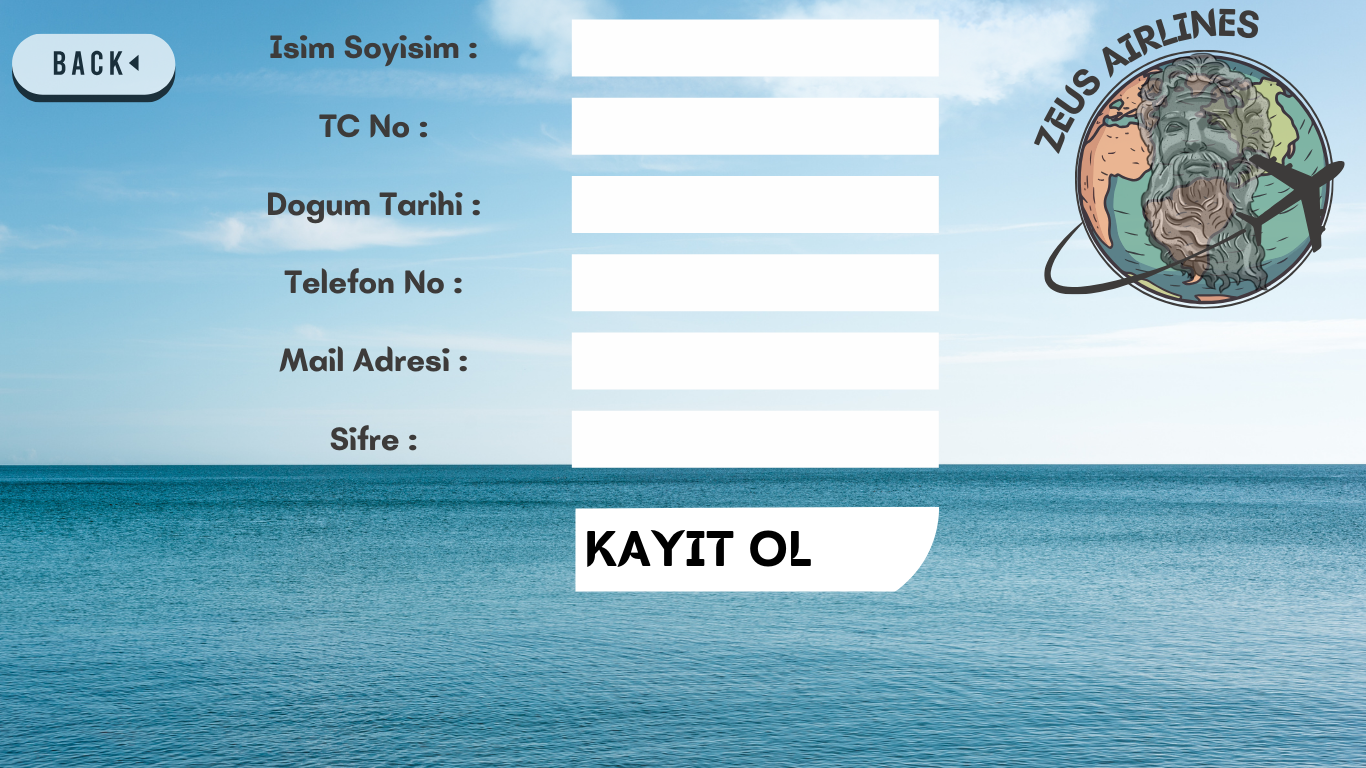 BACK
Isim Soyisim :
TC No :
Dogum Tarihi :
Telefon No :
Mail Adresi :
Sifre :
KAYIT OL
ZEUS AIRLINES